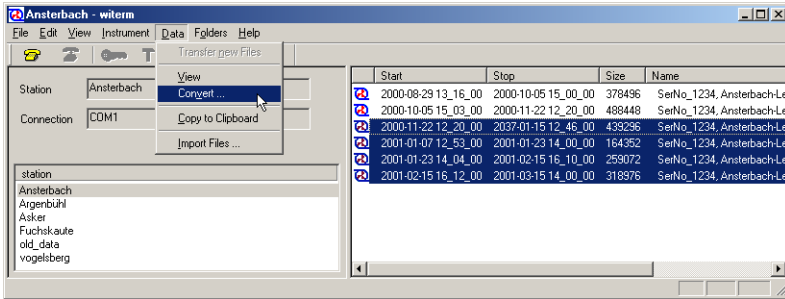 Ansterbach - witerm
File Edit View Instrument Data Folders Help
Transfer new Files
View
Convert ...
Copy to Clipboard
Import Files ...
Station Ansterbach
Connection COM1
station
Ansterbach
Argenbühl
Asker
Fuchskaute
old_data
vogelsberg
Start Stop Size Name
2000-08-29 13_16_00 2000-10-05 15_00_00 378496 SerNo_1234, Ansterbach-Le
2000-10-05 15_03_00 2000-11-22 12_20_00 488448 SerNo_1234, Ansterbach-Le
2000-11-22 12_20_00 2037-01-15 12_46_00 439296 SerNo_1234, Ansterbach-Le
2001-01-07 12_53_00 2001-01-23 14_00_00 164352 SerNo_1234, Ansterbach-Le
2001-01-23 14_04_00 2001-02-15 16_10_00 259072 SerNo_1234, Ansterbach-Le
2001-02-15 16_12_00 2001-03-15 14_00_00 318976 SerNo_1234, Ansterbach-Le